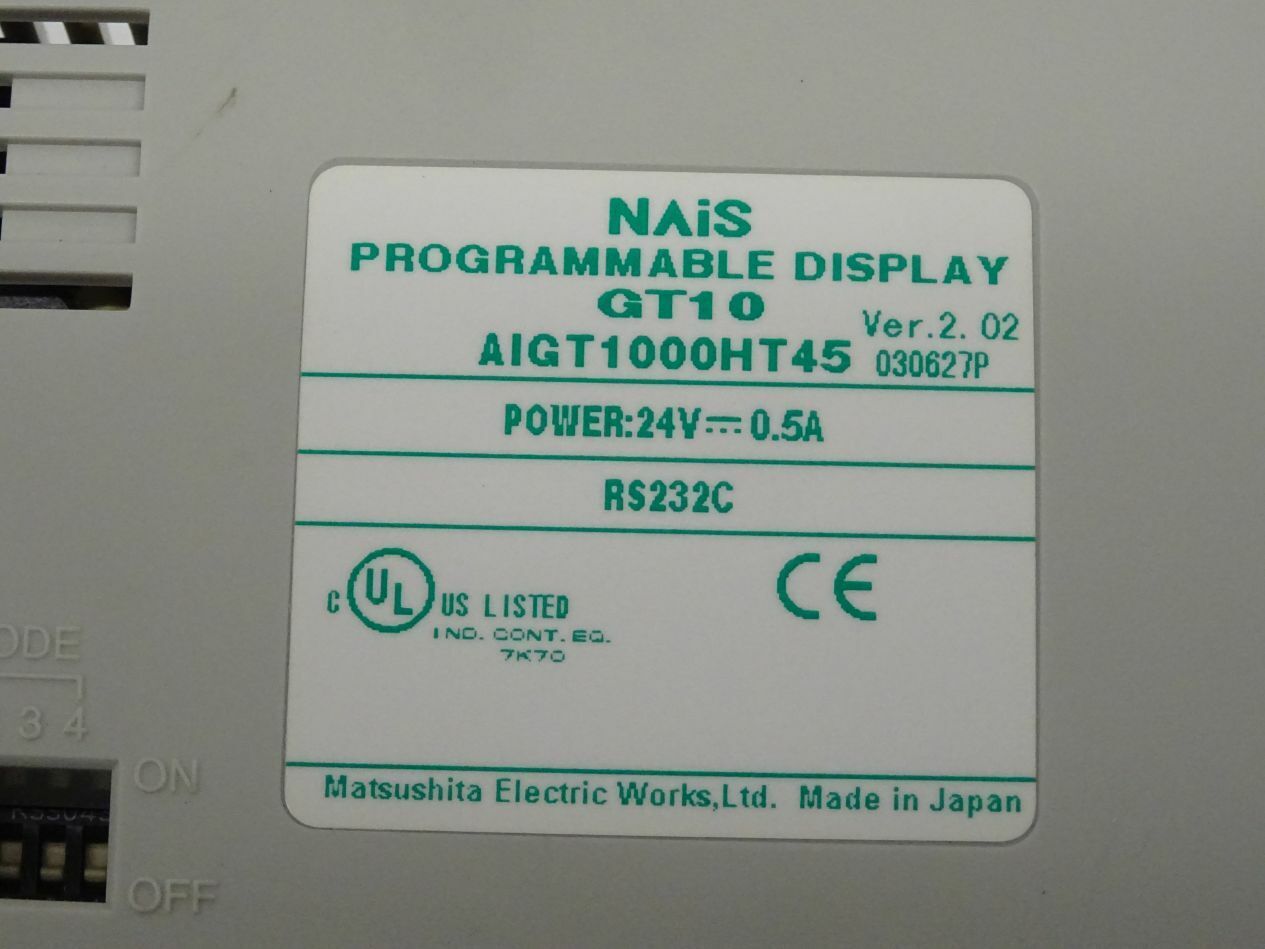 NAiS
PROGRAMMABLE DISPLAY
GT10
Ver.2.02
AIGT1000HT45 030627P
POWER:24V⎓0.5A
RS232C
C UL US LISTED
IND. CONT. EQ.
7K70
CE
Matsushita Electric Works,Ltd. Made in Japan
3 4
ON
OFF